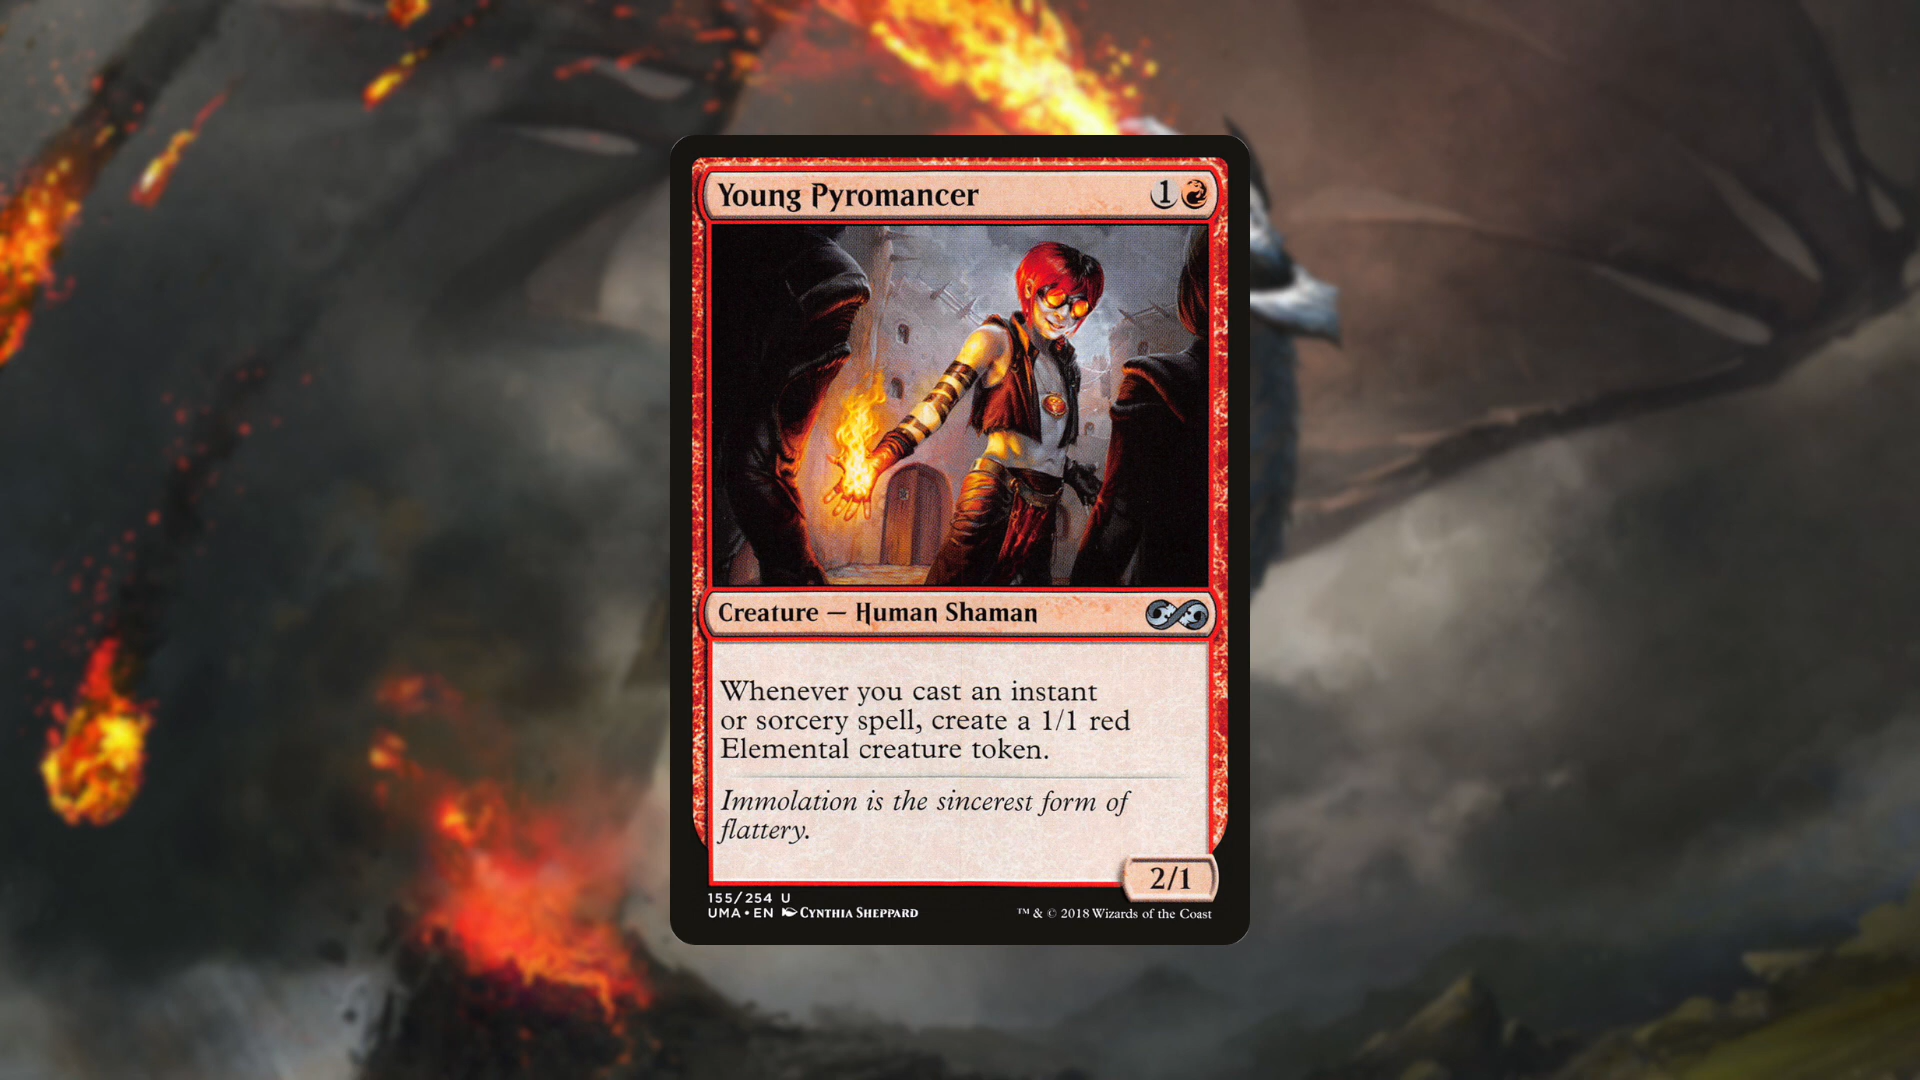 Young Pyromancer 1
Creature — Human Shaman
Whenever you cast an instant
or sorcery spell, create a 1/1 red
Elemental creature token.
Immolation is the sincerest form of
flattery.
2/1
155/254 U
UMA • EN Cynthia Sheppard
™ & © 2018 Wizards of the Coast